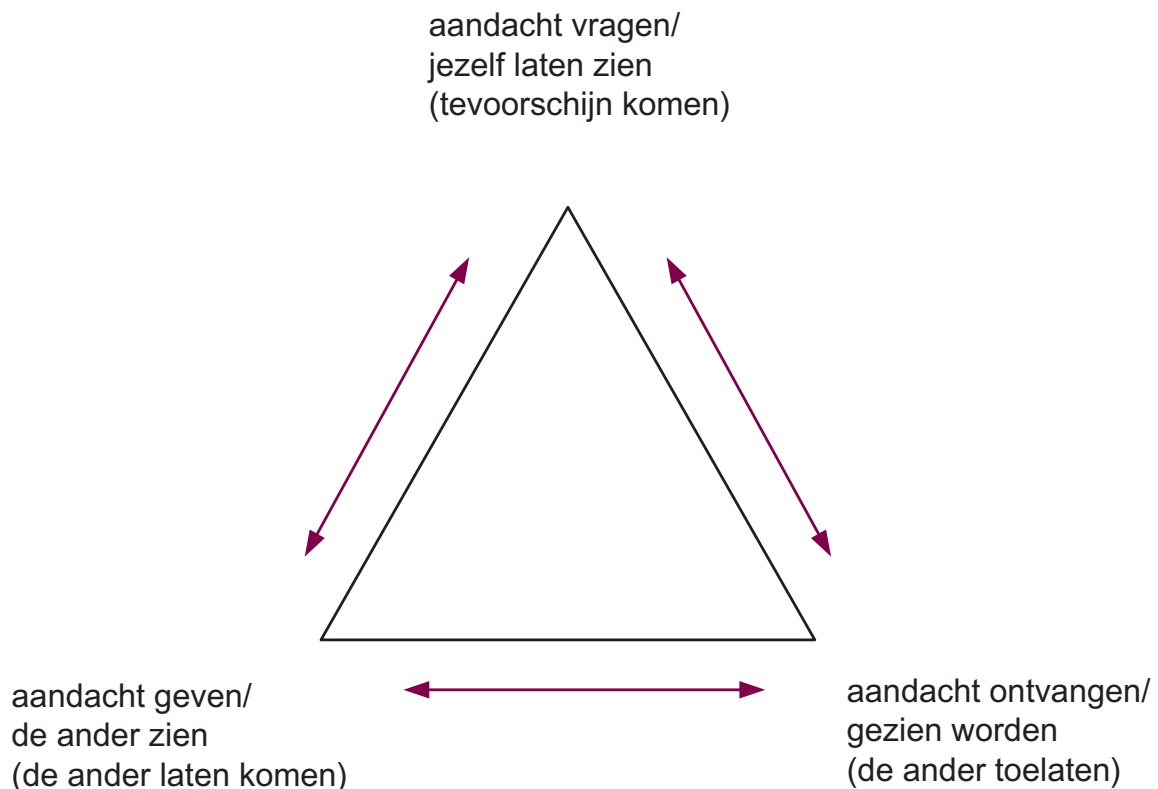 aandacht vragen/
jezelf laten zien
(tevoorschijn komen)
aandacht geven/
de ander zien
(de ander laten komen)
aandacht ontvangen/
gezien worden
(de ander toelaten)